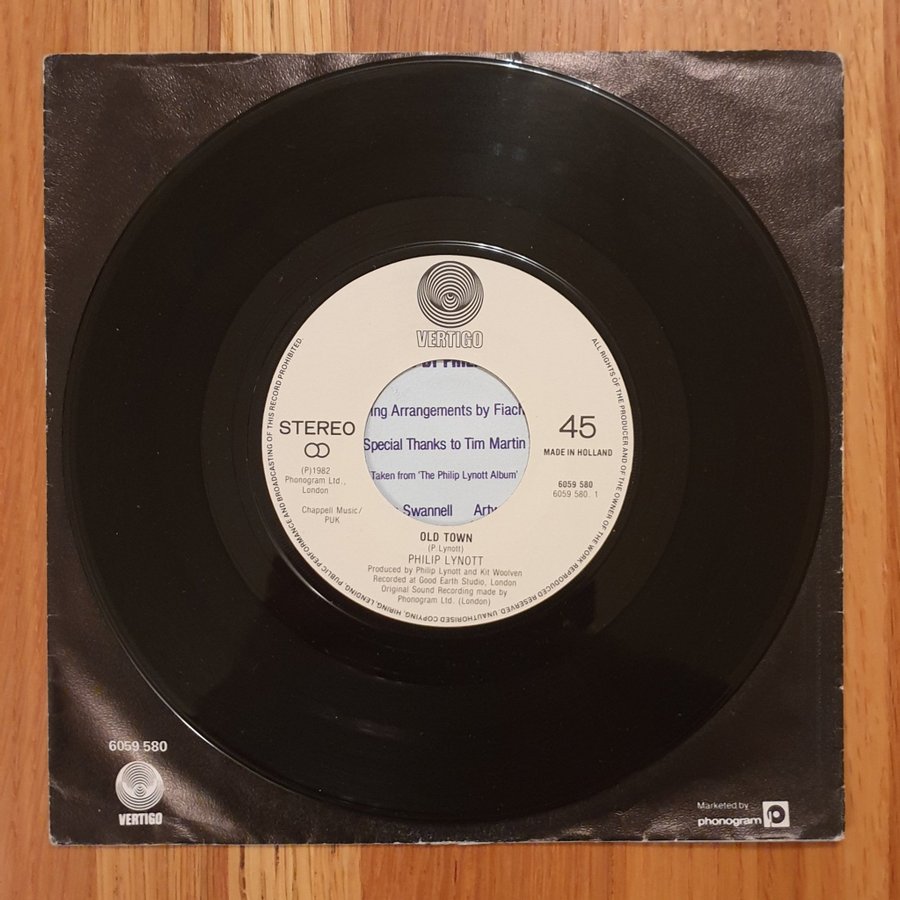 VERTIGO
OF PHIL
ing Arrangements by Fiach
Special Thanks to Tim Martin
Taken from 'The Philip Lynott Album'
Swannell Artw
STEREO
(P)1982
Phonogram Ltd.,
London
Chappell Music/
PUK
45
MADE IN HOLLAND
6059 580
6059 580. 1
OLD TOWN
(P. Lynott)
PHILIP LYNOTT
Produced by Philip Lynott and Kit Woolven
Recorded at Good Earth Studio, London
Original Sound Recording made by
Phonogram Ltd. (London)
ALL RIGHTS OF THE PRODUCER AND OF THE OWNER OF THE WORK REPRODUCED RESERVED. UNAUTHORISED COPYING, HIRING, LENDING, PUBLIC PERFORMANCE AND BROADCASTING OF THIS RECORD PROHIBITED.
6059 580
VERTIGO
Marketed by
phonogram